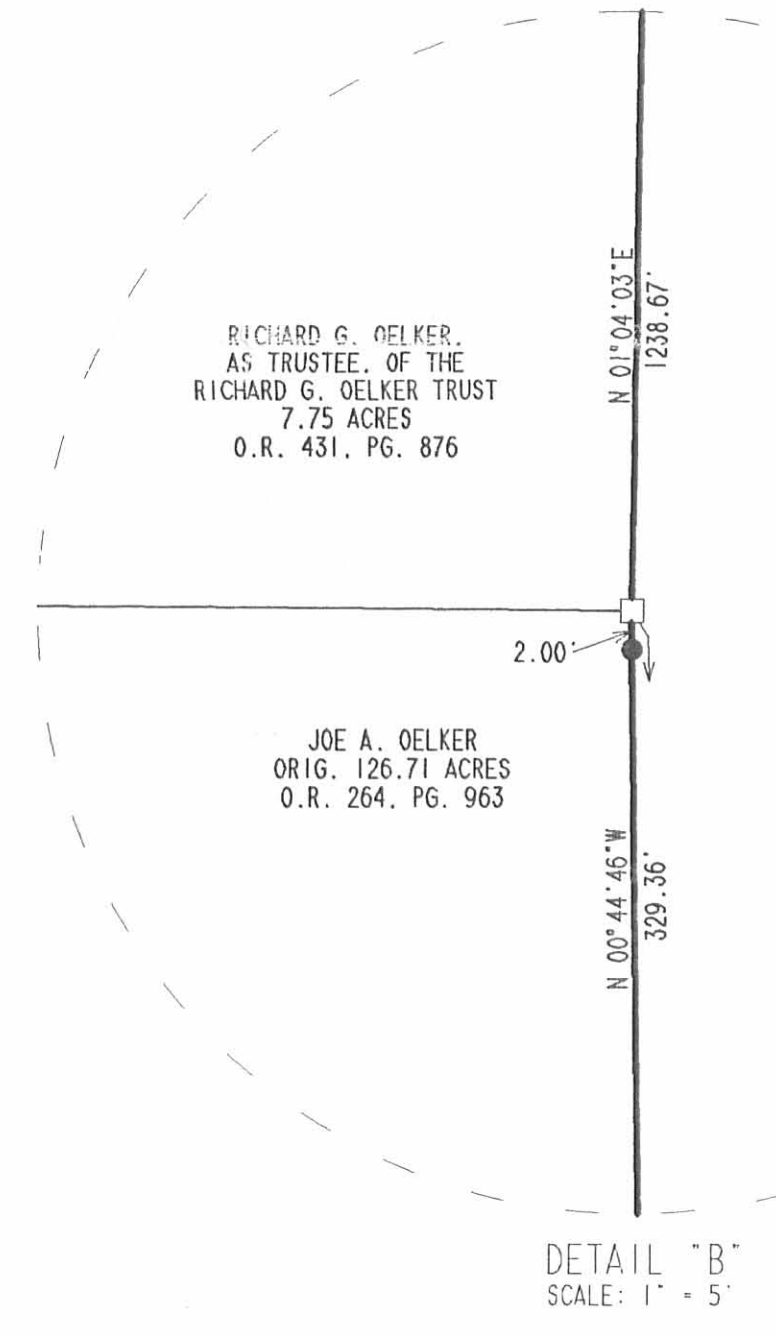 N 01°04'03"E
1238.67'
RICHARD G. OELKER,
AS TRUSTEE, OF THE
RICHARD G. OELKER TRUST
7.75 ACRES
O.R. 431, PG. 876
2.00'
JOE A. OELKER
ORIG. 126.71 ACRES
O.R. 264, PG. 963
N 00°44'46"W
329.36'
DETAIL "B"
SCALE: 1" = 5'